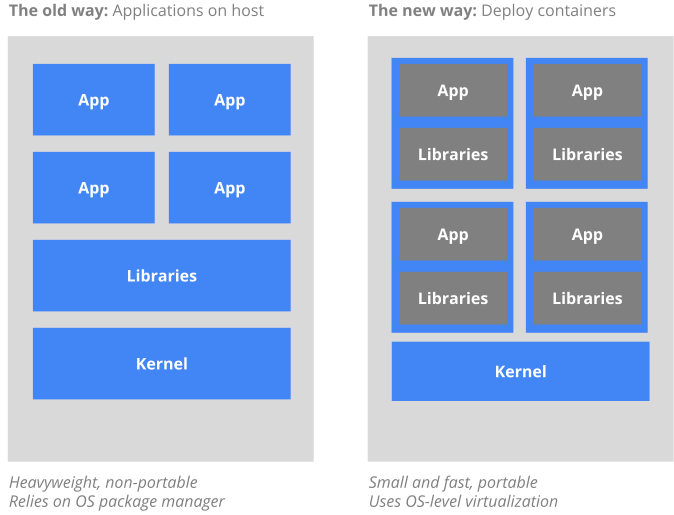 The old way: Applications on host
App
App
App
App
Libraries
Kernel
Heavyweight, non-portable
Relies on OS package manager
The new way: Deploy containers
App
App
Libraries
Libraries
App
App
Libraries
Libraries
Kernel
Small and fast, portable
Uses OS-level virtualization